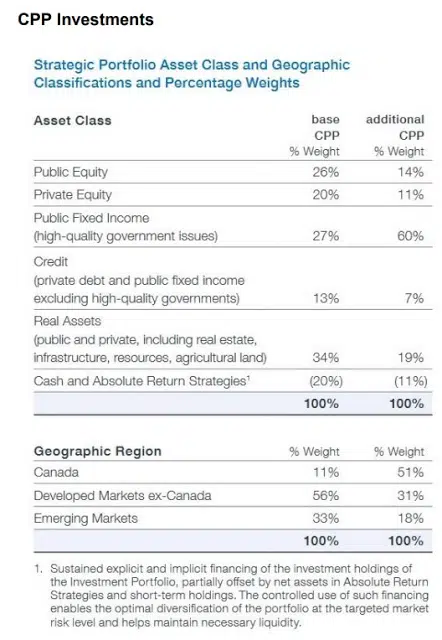 CPP Investments
Strategic Portfolio Asset Class and Geographic
Classifications and Percentage Weights
Asset Class base additional
CPP CPP
% Weight % Weight
Public Equity 26% 14%
Private Equity 20% 11%
Public Fixed Income
(high-quality government issues) 27% 60%
Credit
(private debt and public fixed income
excluding high-quality governments) 13% 7%
Real Assets
(public and private, including real estate,
infrastructure, resources, agricultural land) 34% 19%
Cash and Absolute Return Strategies¹ (20%) (11%)
100% 100%
Geographic Region % Weight % Weight
Canada 11% 51%
Developed Markets ex-Canada 56% 31%
Emerging Markets 33% 18%
100% 100%
1. Sustained explicit and implicit financing of the investment holdings of
the Investment Portfolio, partially offset by net assets in Absolute Return
Strategies and short-term holdings. The controlled use of such financing
enables the optimal diversification of the portfolio at the targeted market
risk level and helps maintain necessary liquidity.